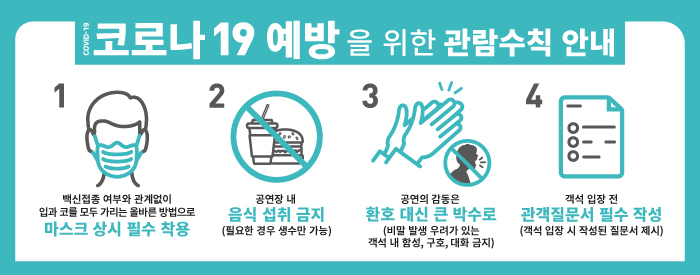 COVID-19
코로나 19 예방을 위한 관람수칙 안내
1
백신접종 여부와 관계없이
입과 코를 모두 가리는 올바른 방법으로
마스크 상시 필수 착용
2
공연장 내
음식 섭취 금지
(필요한 경우 생수만 가능)
3
공연의 감동은
환호 대신 큰 박수로
(비말 발생 우려가 있는
객석 내 함성, 구호, 대화 금지)
4
객석 입장 전
관객질문서 필수 작성
(객석 입장 시 작성된 질문서 제시)